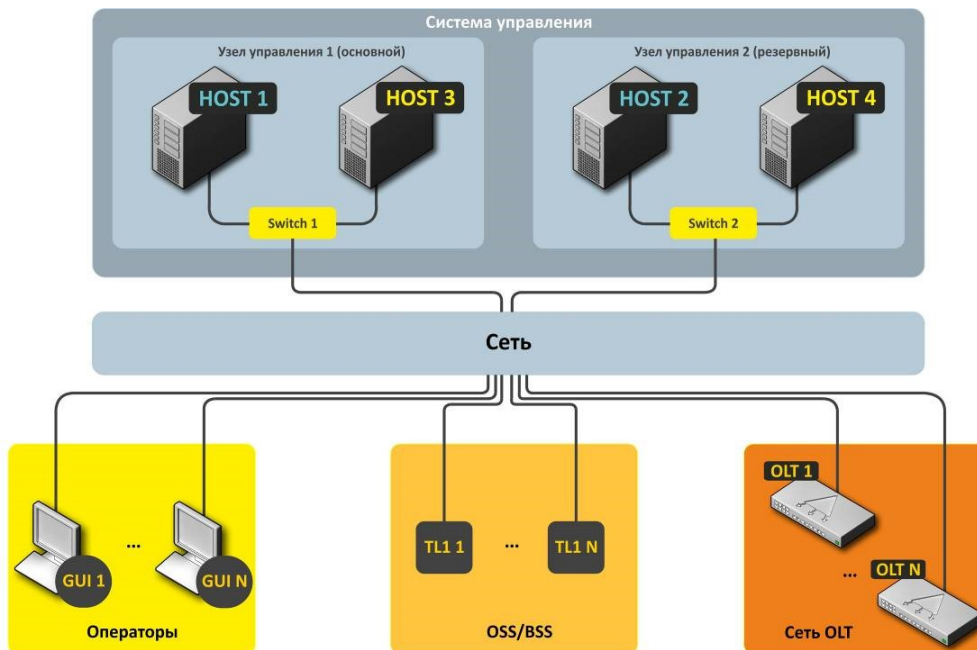 Система управления
Узел управления 1 (основной)
Узел управления 2 (резервный)
HOST 1
HOST 3
HOST 2
HOST 4
Switch 1
Switch 2
Сеть
OLT 1
GUI 1
...
GUI N
TL1 1
...
TL1 N
...
OLT N
Операторы
OSS/BSS
Сеть OLT